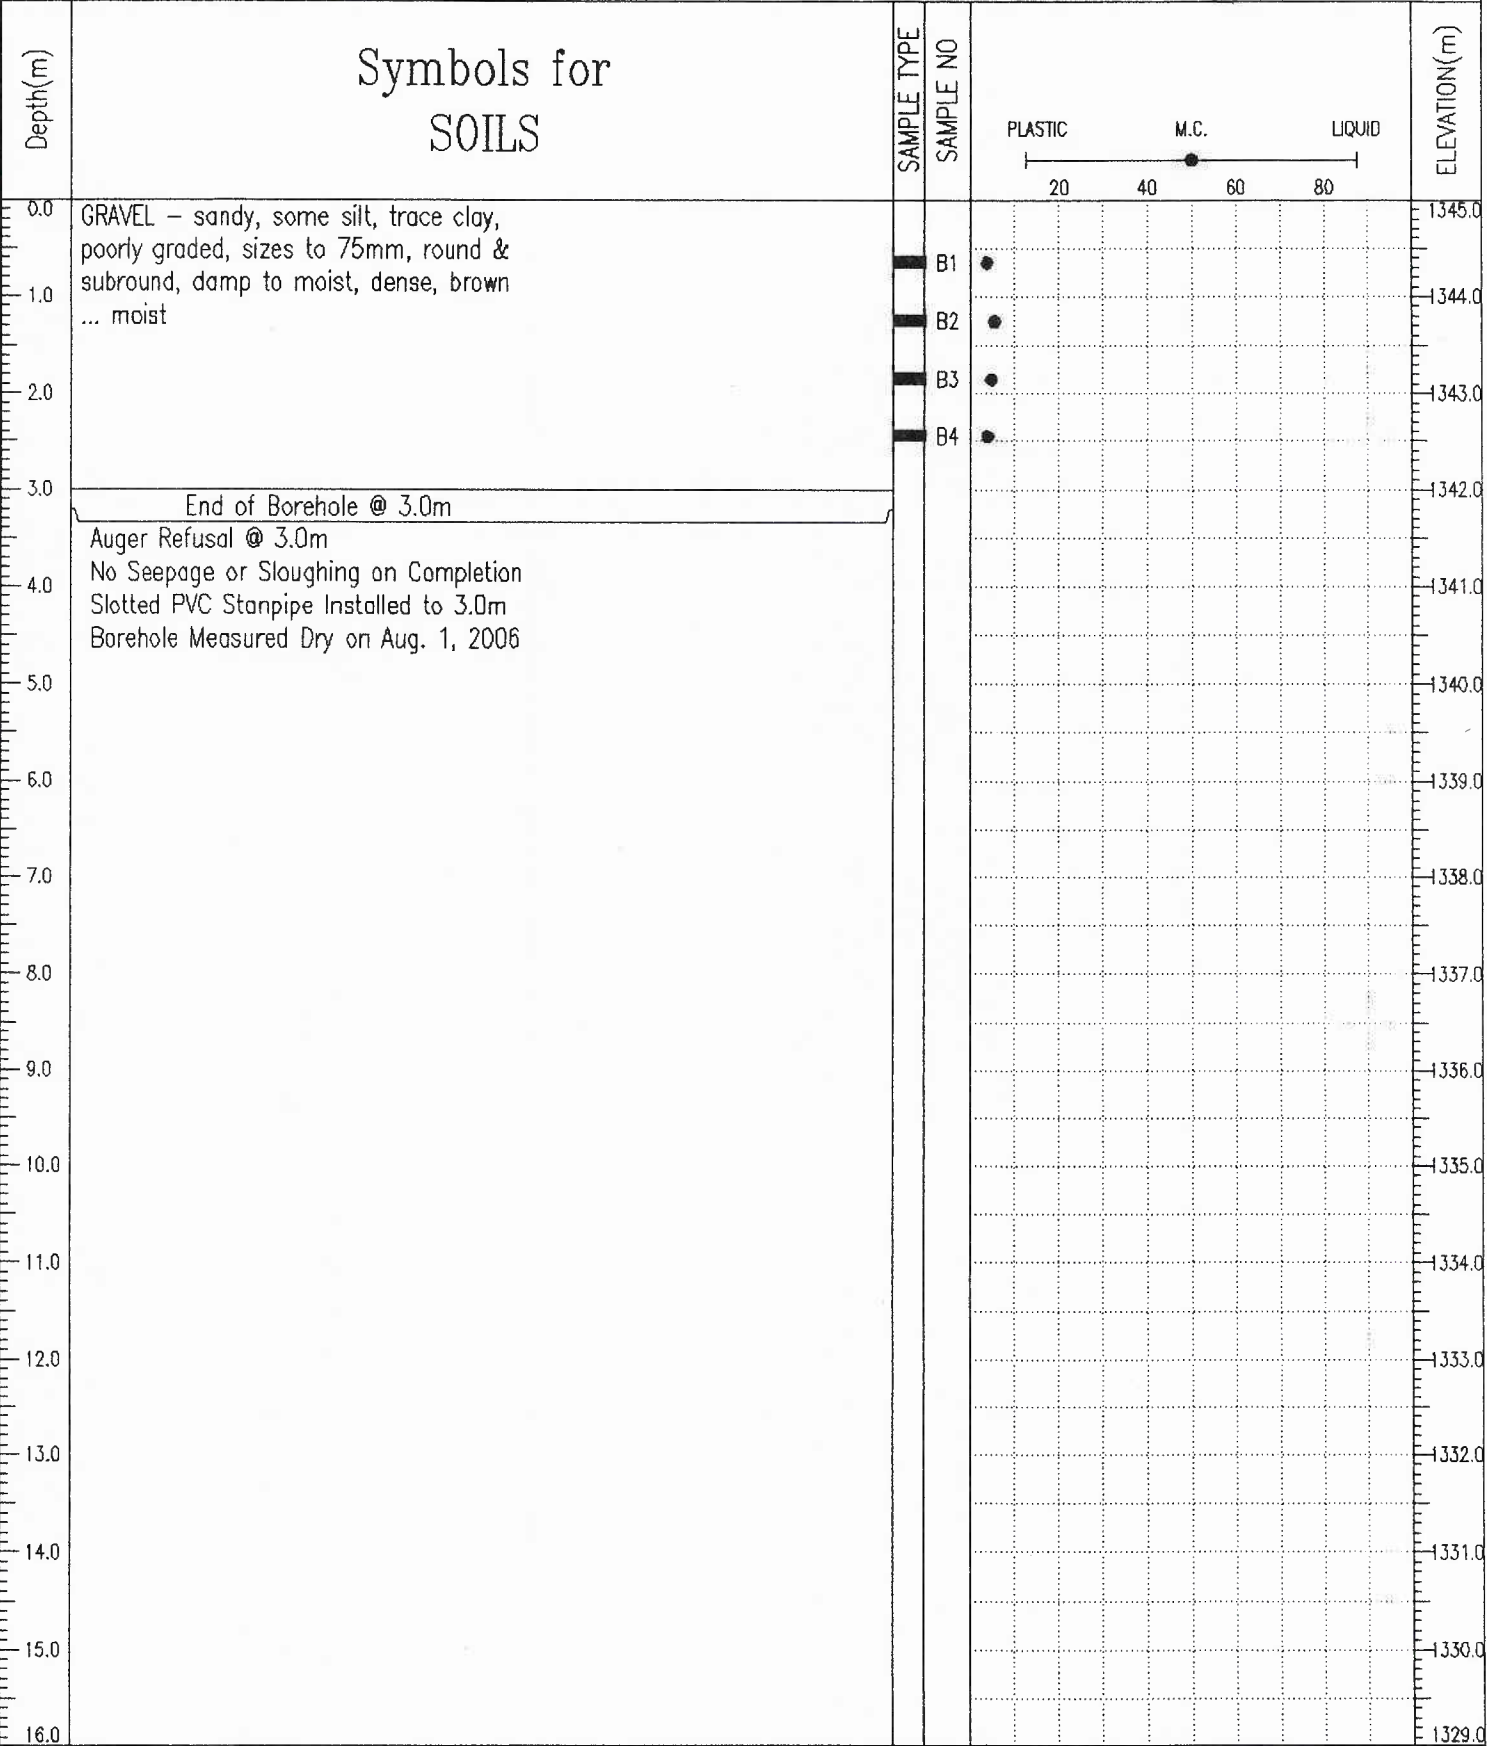 Depth(m)
Symbols for
SOILS
SAMPLE TYPE
SAMPLE NO
PLASTIC M.C. LIQUID
20 40 60 80
ELEVATION(m)
0.0 GRAVEL – sandy, some silt, trace clay, 1345.0
poorly graded, sizes to 75mm, round &
subround, damp to moist, dense, brown B1
1.0 1344.0
... moist B2
B3
2.0 1343.0
B4
3.0 1342.0
End of Borehole @ 3.0m
Auger Refusal @ 3.0m
No Seepage or Sloughing on Completion
4.0 1341.0
Slotted PVC Stanpipe Installed to 3.0m
Borehole Measured Dry on Aug. 1, 2006
5.0 1340.0
6.0 1339.0
7.0 1338.0
8.0 1337.0
9.0 1336.0
10.0 1335.0
11.0 1334.0
12.0 1333.0
13.0 1332.0
14.0 1331.0
15.0 1330.0
16.0 1329.0